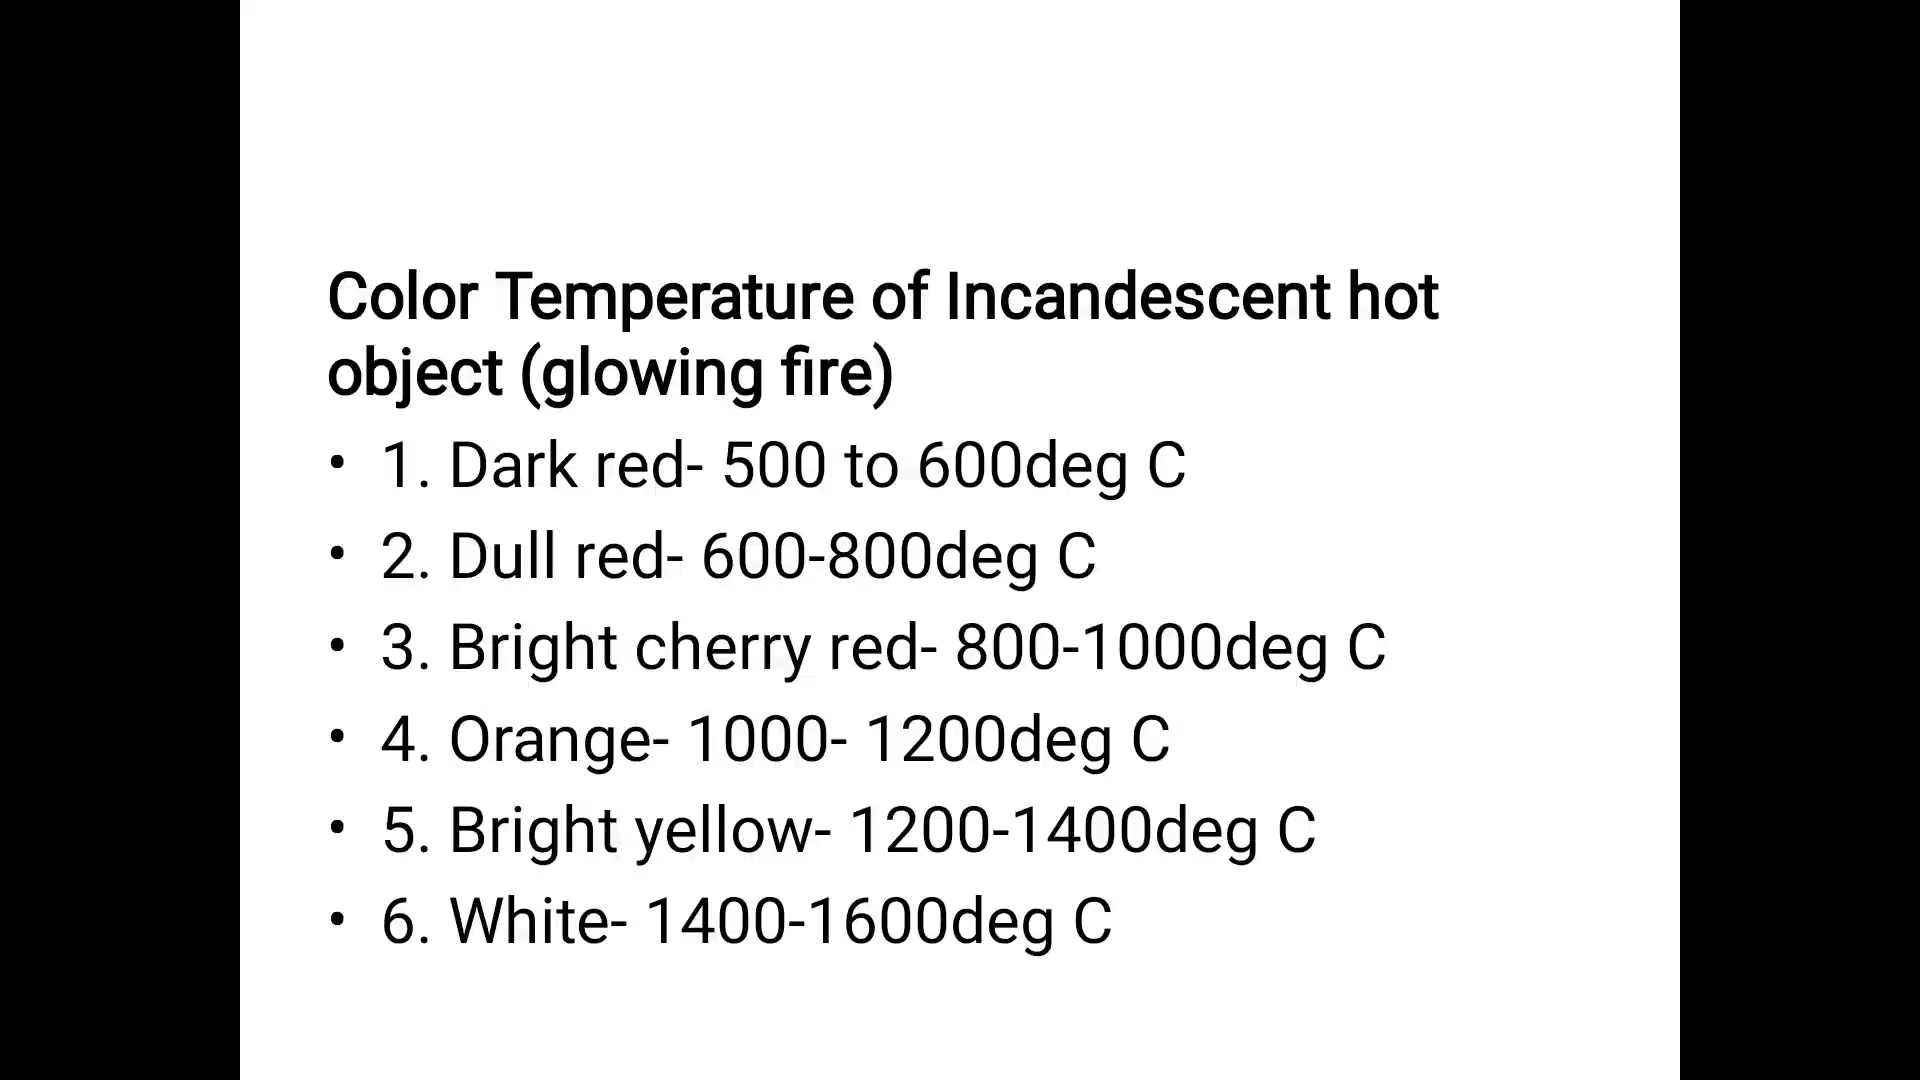 Color Temperature of Incandescent hot
object (glowing fire)
• 1. Dark red- 500 to 600deg C
• 2. Dull red- 600-800deg C
• 3. Bright cherry red- 800-1000deg C
• 4. Orange- 1000- 1200deg C
• 5. Bright yellow- 1200-1400deg C
• 6. White- 1400-1600deg C